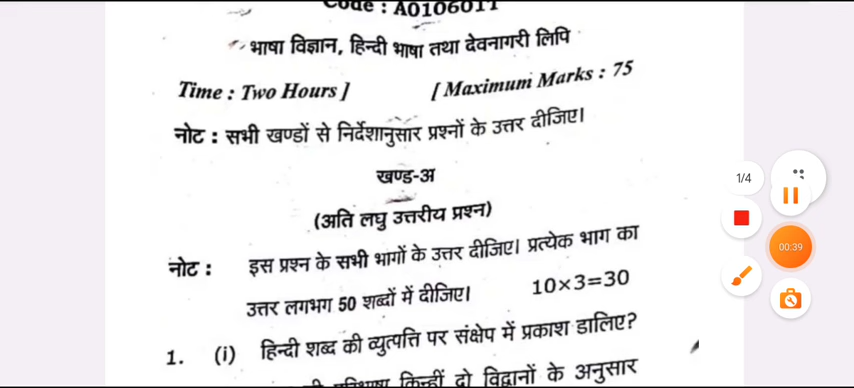 Code : A010601T
भाषा विज्ञान, हिन्दी भाषा तथा देवनागरी लिपि
Time : Two Hours ] [ Maximum Marks : 75
नोट : सभी खण्डों से निर्देशानुसार प्रश्नों के उत्तर दीजिए।
खण्ड-अ
(अति लघु उत्तरीय प्रश्न)
नोट : इस प्रश्न के सभी भागों के उत्तर दीजिए। प्रत्येक भाग का
उत्तर लगभग 50 शब्दों में दीजिए। 10×3=30
1. (i) हिन्दी शब्द की व्युत्पत्ति पर संक्षेप में प्रकाश डालिए?
किन्हीं दो विद्वानों के अनुसार
1/4
00:39